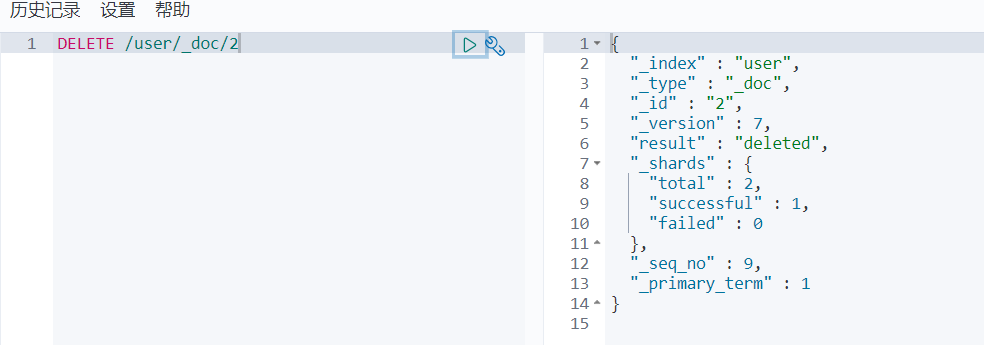 历史记录 设置 帮助
1 DELETE /user/_doc/2
1 {
2 "_index" : "user",
3 "_type" : "_doc",
4 "_id" : "2",
5 "_version" : 7,
6 "result" : "deleted",
7 "_shards" : {
8 "total" : 2,
9 "successful" : 1,
10 "failed" : 0
11 },
12 "_seq_no" : 9,
13 "_primary_term" : 1
14 }
15